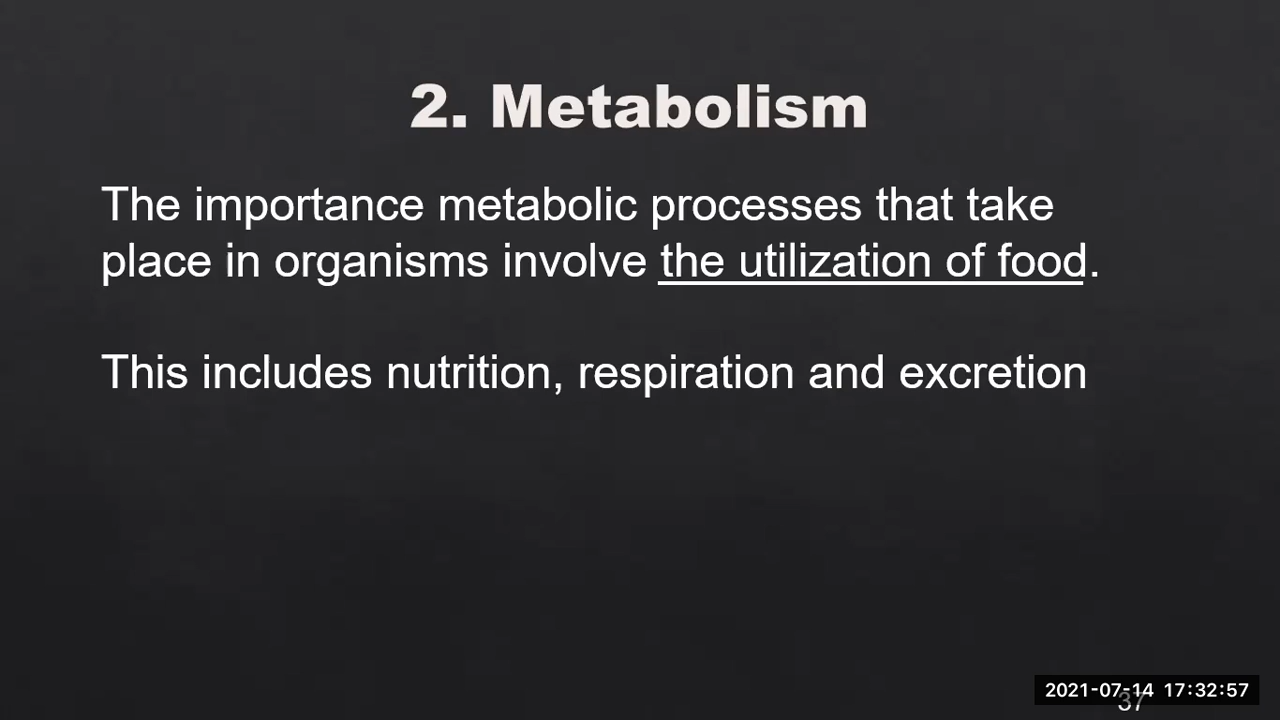 2. Metabolism
The importance metabolic processes that take
place in organisms involve the utilization of food.
This includes nutrition, respiration and excretion
2021-07-14 17:32:57
37